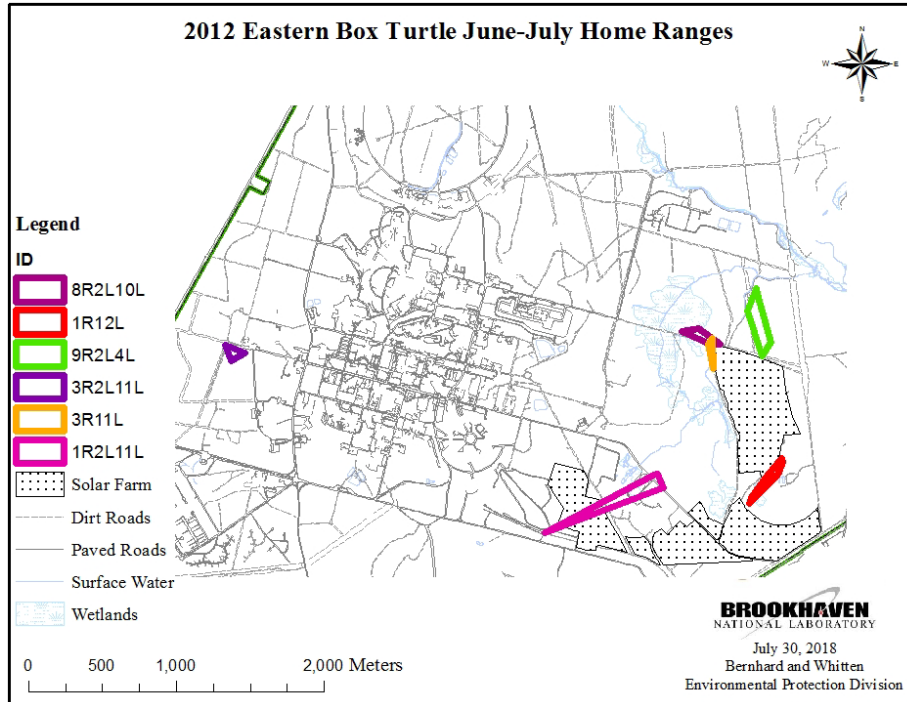 2012 Eastern Box Turtle June-July Home Ranges
N
W
E
S
Legend
ID
8R2L10L
1R12L
9R2L4L
3R2L11L
3R11L
1R2L11L
Solar Farm
Dirt Roads
Paved Roads
Surface Water
Wetlands
0 500 1,000 2,000 Meters
BROOKHAVEN
NATIONAL LABORATORY
July 30, 2018
Bernhard and Whitten
Environmental Protection Division